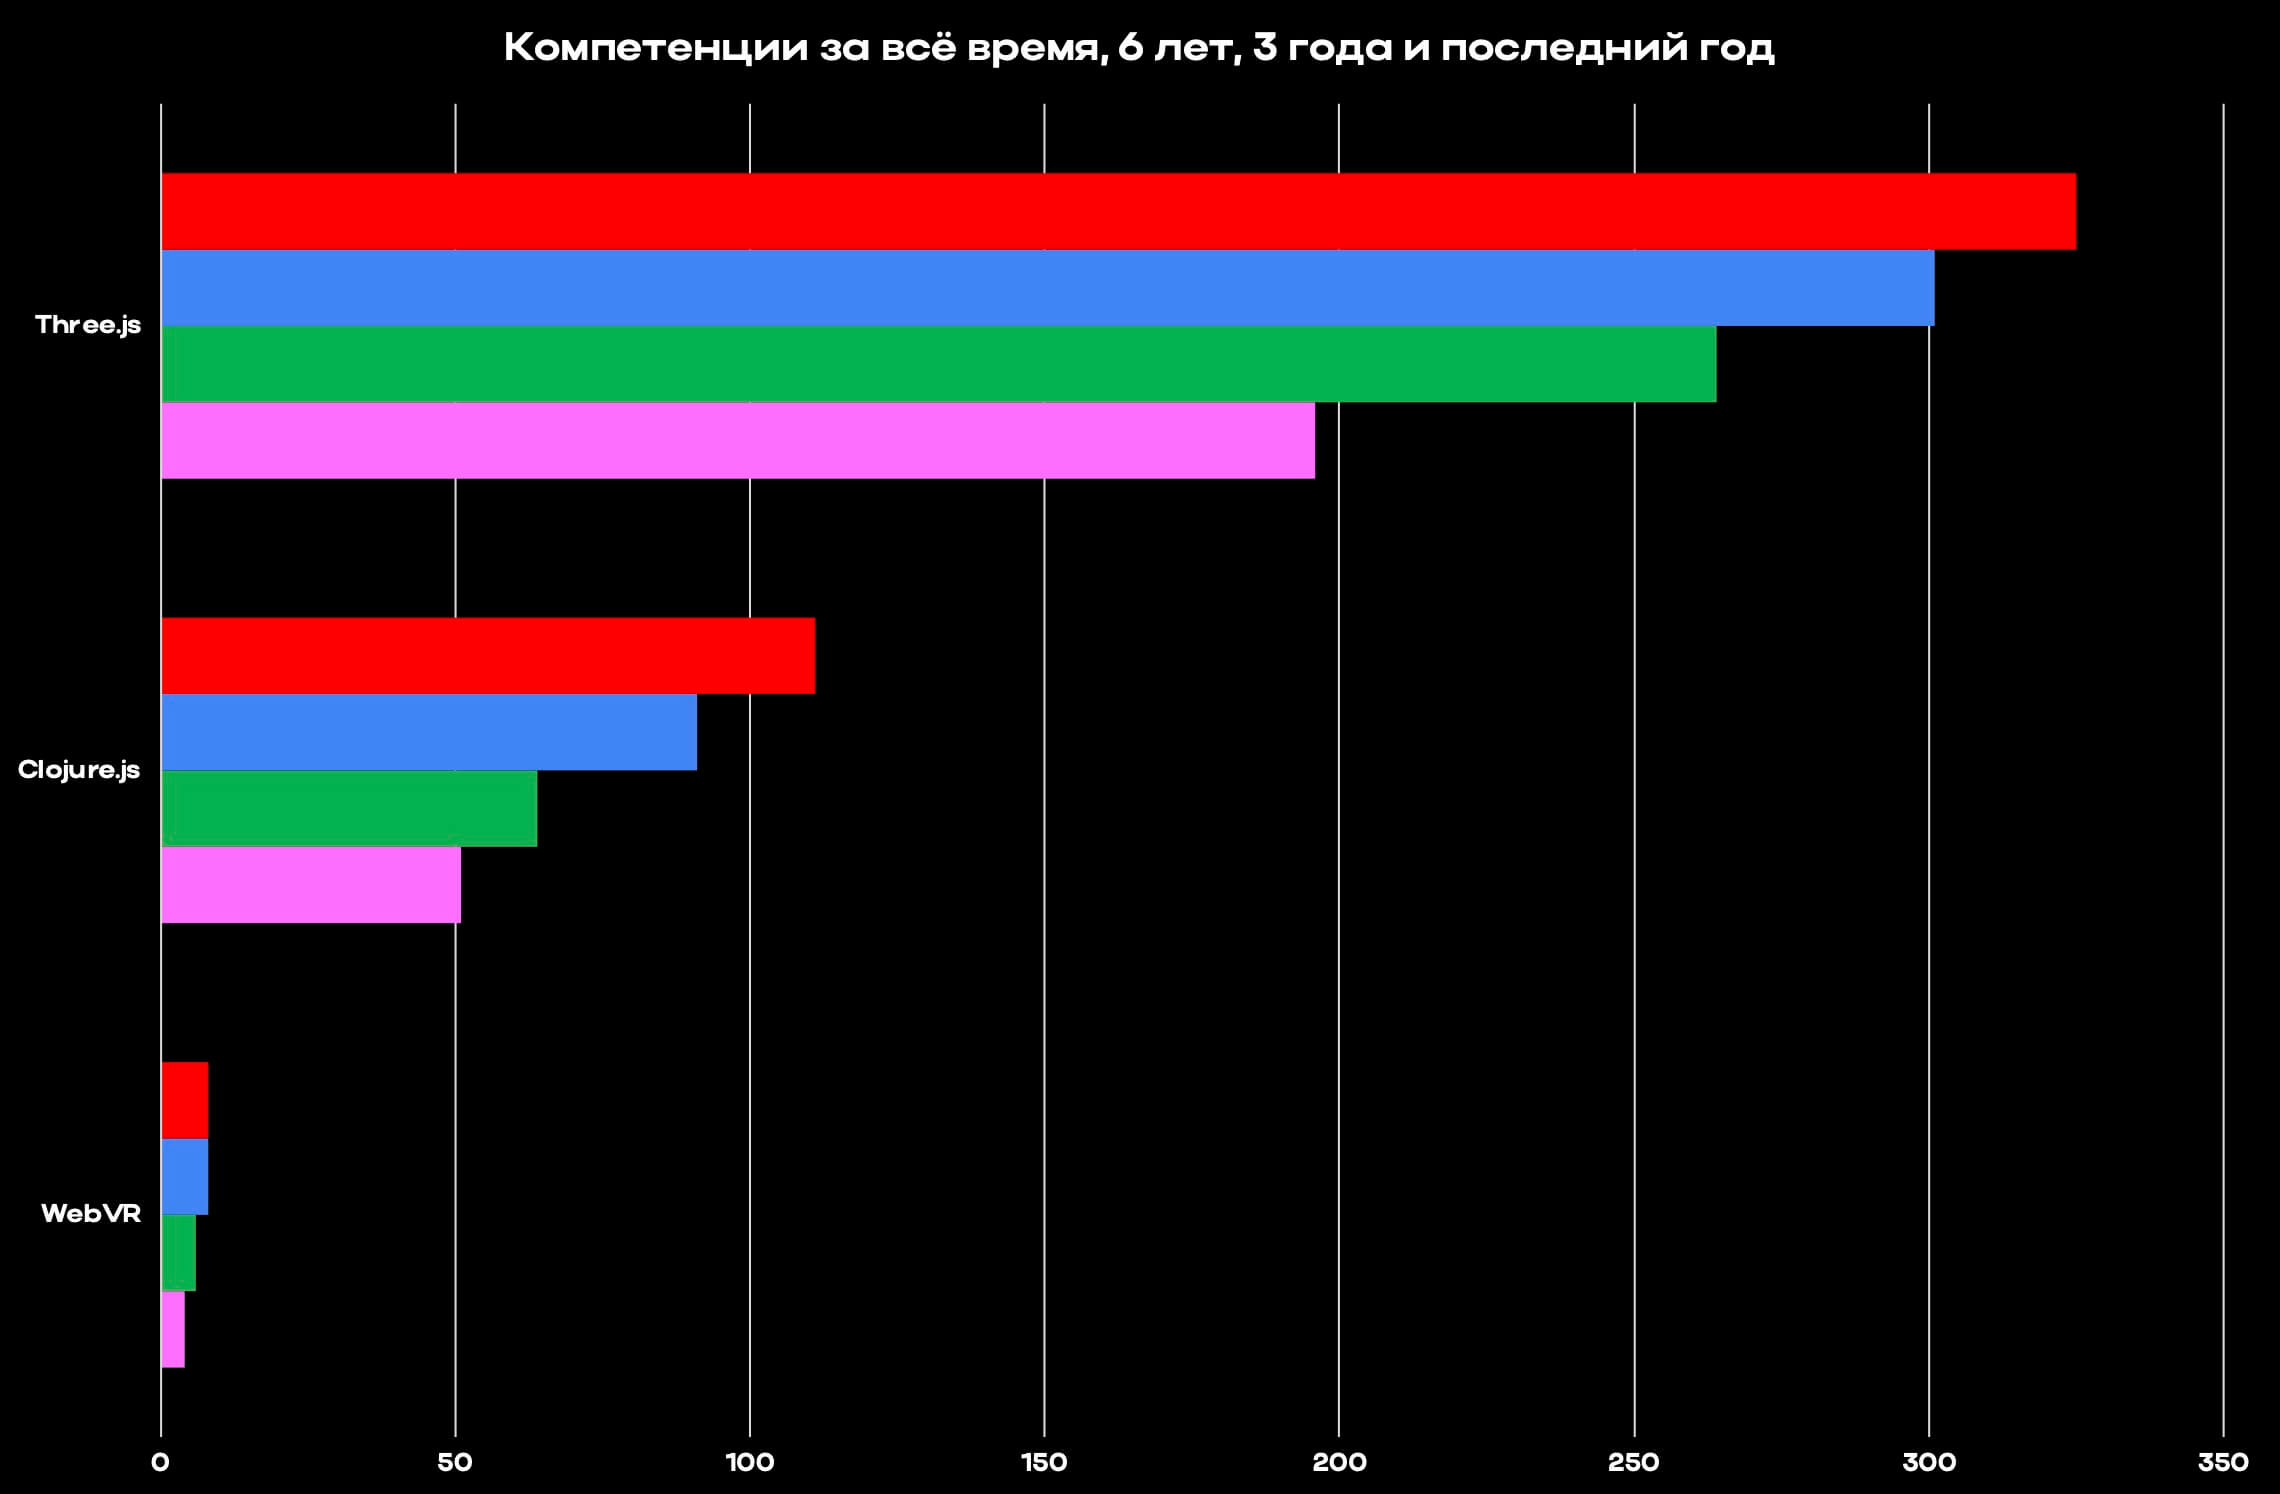 Компетенции за всё время, 6 лет, 3 года и последний год
Three.js
Clojure.js
WebVR
0 50 100 150 200 250 300 350